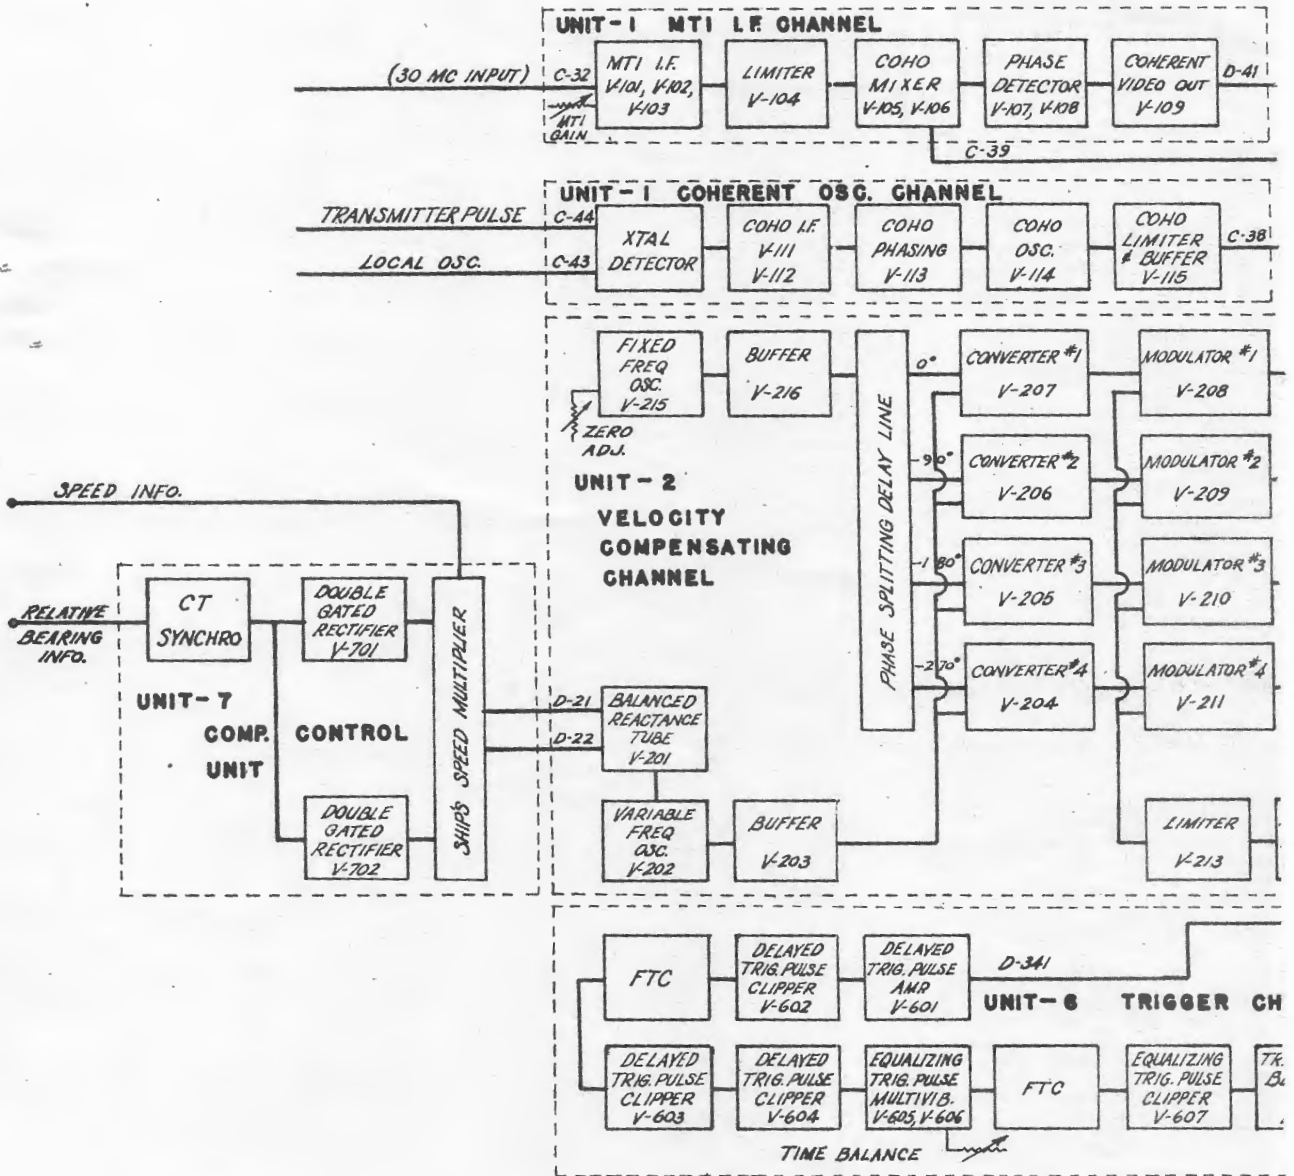 UNIT-1 MTI I.F. CHANNEL
(30 MC INPUT)
C-32
MTI GAIN
MTI I.F.
V-101, V-102,
V-103
LIMITER
V-104
COHO
MIXER
V-105, V-106
PHASE
DETECTOR
V-107, V-108
COHERENT
VIDEO OUT
V-109
D-41
C-39
UNIT-1 COHERENT OSC. CHANNEL
TRANSMITTER PULSE
C-44
LOCAL OSC.
C-43
XTAL
DETECTOR
COHO I.F.
V-111
V-112
COHO
PHASING
V-113
COHO
OSC.
V-114
COHO
LIMITER
& BUFFER
V-115
C-38
FIXED
FREQ
OSC.
V-215
ZERO
ADJ.
BUFFER
V-216
PHASE SPLITTING DELAY LINE
0°
CONVERTER #1
V-207
MODULATOR #1
V-208
-90°
CONVERTER #2
V-206
MODULATOR #2
V-209
-180°
CONVERTER #3
V-205
MODULATOR #3
V-210
-270°
CONVERTER #4
V-204
MODULATOR #4
V-211
UNIT-2
VELOCITY
COMPENSATING
CHANNEL
SPEED INFO.
RELATIVE
BEARING
INFO.
CT
SYNCHRO
DOUBLE
GATED
RECTIFIER
V-701
SHIP'S SPEED MULTIPLIER
UNIT-7
COMP. CONTROL
UNIT
DOUBLE
GATED
RECTIFIER
V-702
D-21
D-22
BALANCED
REACTANCE
TUBE
V-201
VARIABLE
FREQ
OSC.
V-202
BUFFER
V-203
LIMITER
V-213
FTC
DELAYED
TRIG. PULSE
CLIPPER
V-602
DELAYED
TRIG. PULSE
AMP.
V-601
D-341
UNIT-6 TRIGGER CH
DELAYED
TRIG. PULSE
CLIPPER
V-603
DELAYED
TRIG. PULSE
CLIPPER
V-604
EQUALIZING
TRIG. PULSE
MULTIVIB.
V-605, V-606
FTC
EQUALIZING
TRIG. PULSE
CLIPPER
V-607
TIME BALANCE